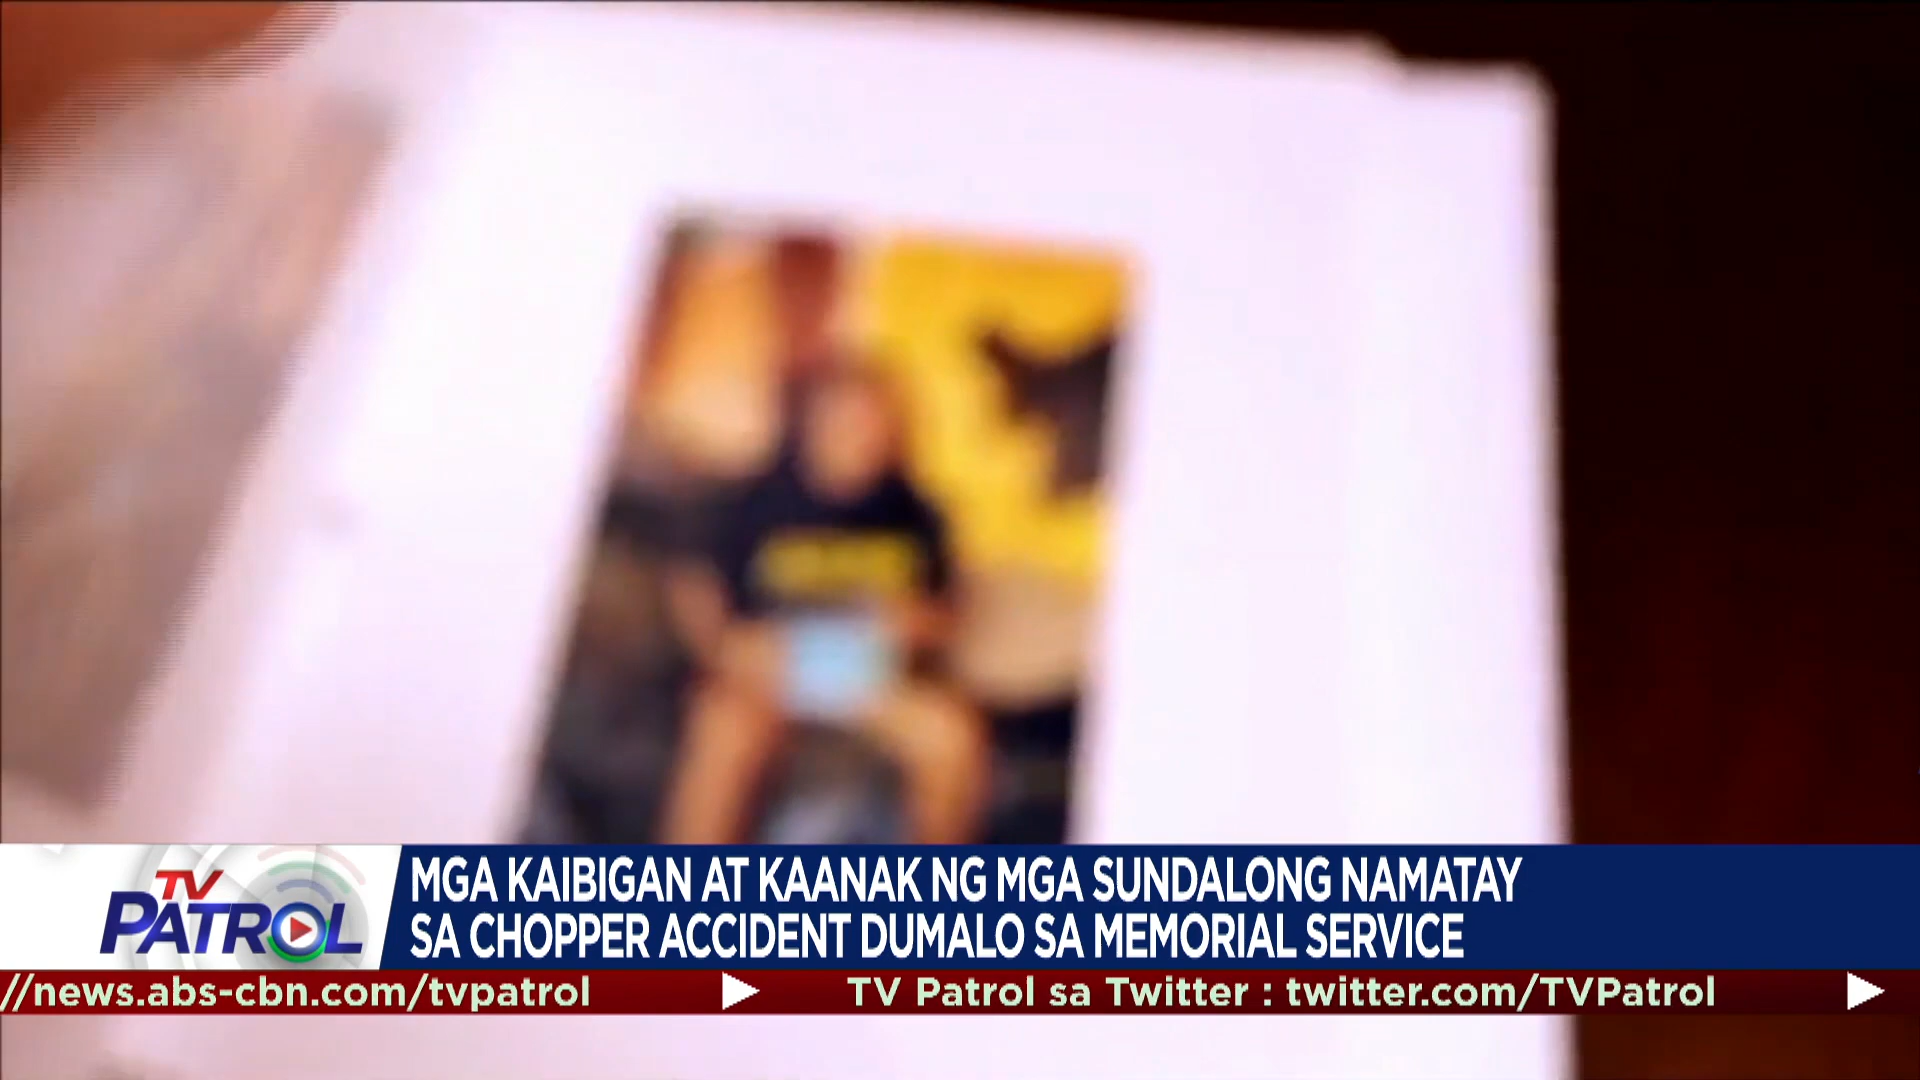 TV
PATROL
MGA KAIBIGAN AT KAANAK NG MGA SUNDALONG NAMATAY
SA CHOPPER ACCIDENT DUMALO SA MEMORIAL SERVICE
//news.abs-cbn.com/tvpatrol
TV Patrol sa Twitter : twitter.com/TVPatrol